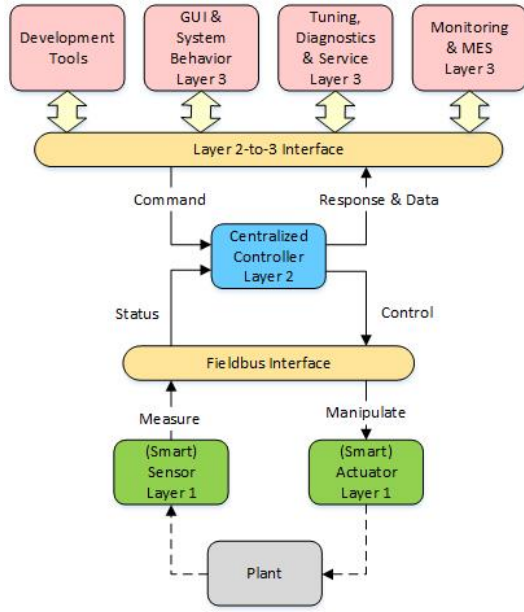 Development
Tools
GUI &
System
Behavior
Layer 3
Tuning,
Diagnostics
& Service
Layer 3
Monitoring
& MES
Layer 3
Layer 2-to-3 Interface
Command
Response & Data
Centralized
Controller
Layer 2
Status
Control
Fieldbus Interface
Measure
Manipulate
(Smart)
Sensor
Layer 1
(Smart)
Actuator
Layer 1
Plant